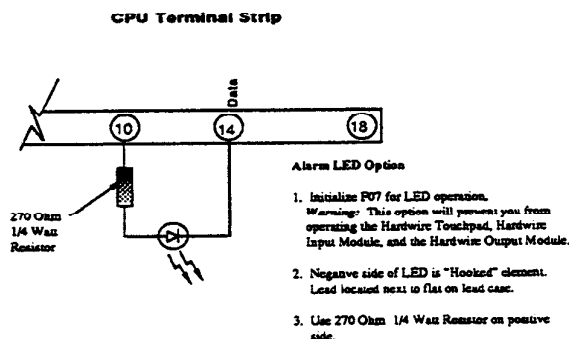 CPU Terminal Strip
Data
10
14
18
270 Ohm
1/4 Watt
Resistor
Alarm LED Option
1. Initialize F07 for LED operation.
Warning: This option will prevent you from
operating the Hardwire Touchpad, Hardwire
Input Module, and the Hardwire Output Module.
2. Negative side of LED is "Hooked" element.
Lead located next to flat on lead case.
3. Use 270 Ohm 1/4 Watt Resistor on positive
side.